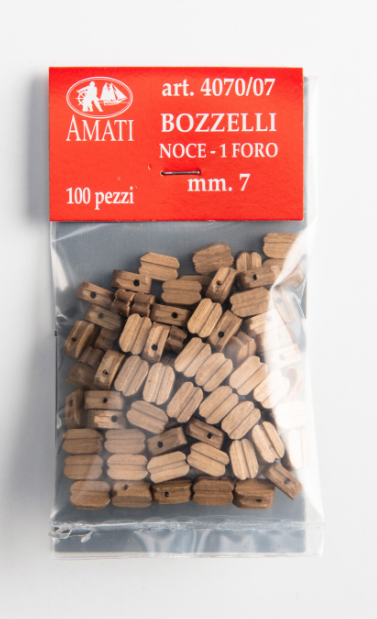 art. 4070/07
AMATI
BOZZELLI
NOCE - 1 FORO
100 pezzi
mm. 7